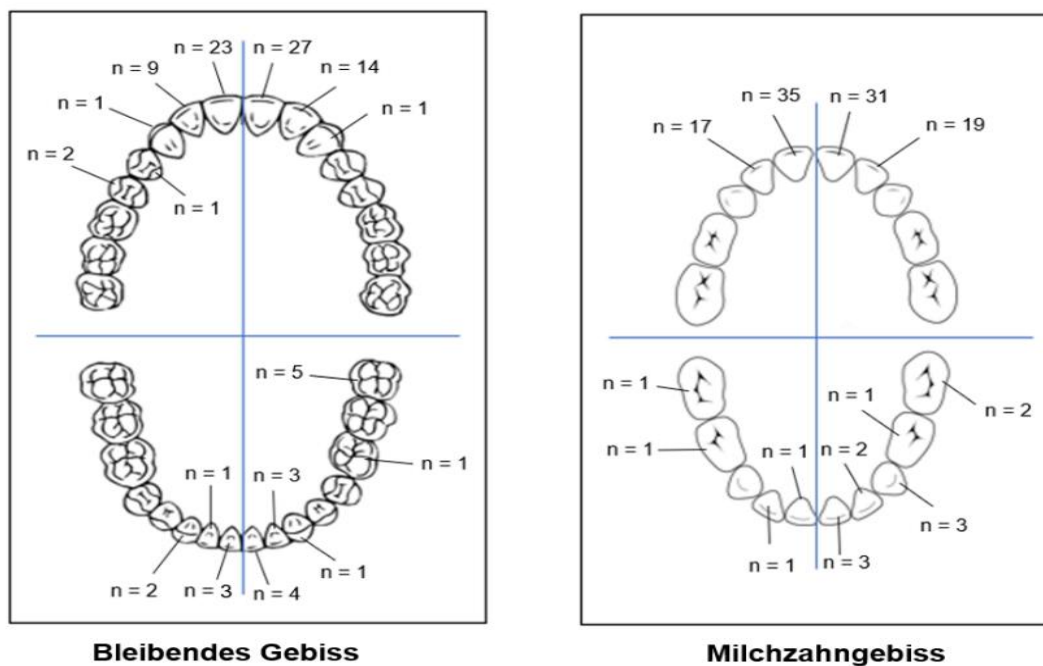 n = 23
n = 27
n = 9
n = 14
n = 1
n = 1
n = 2
n = 1
n = 5
n = 1
n = 3
n = 1
n = 2
n = 3
n = 4
n = 1
Bleibendes Gebiss
n = 35
n = 31
n = 17
n = 19
n = 1
n = 1
n = 2
n = 1
n = 1
n = 2
n = 3
n = 1
n = 3
Milchzahngebiss